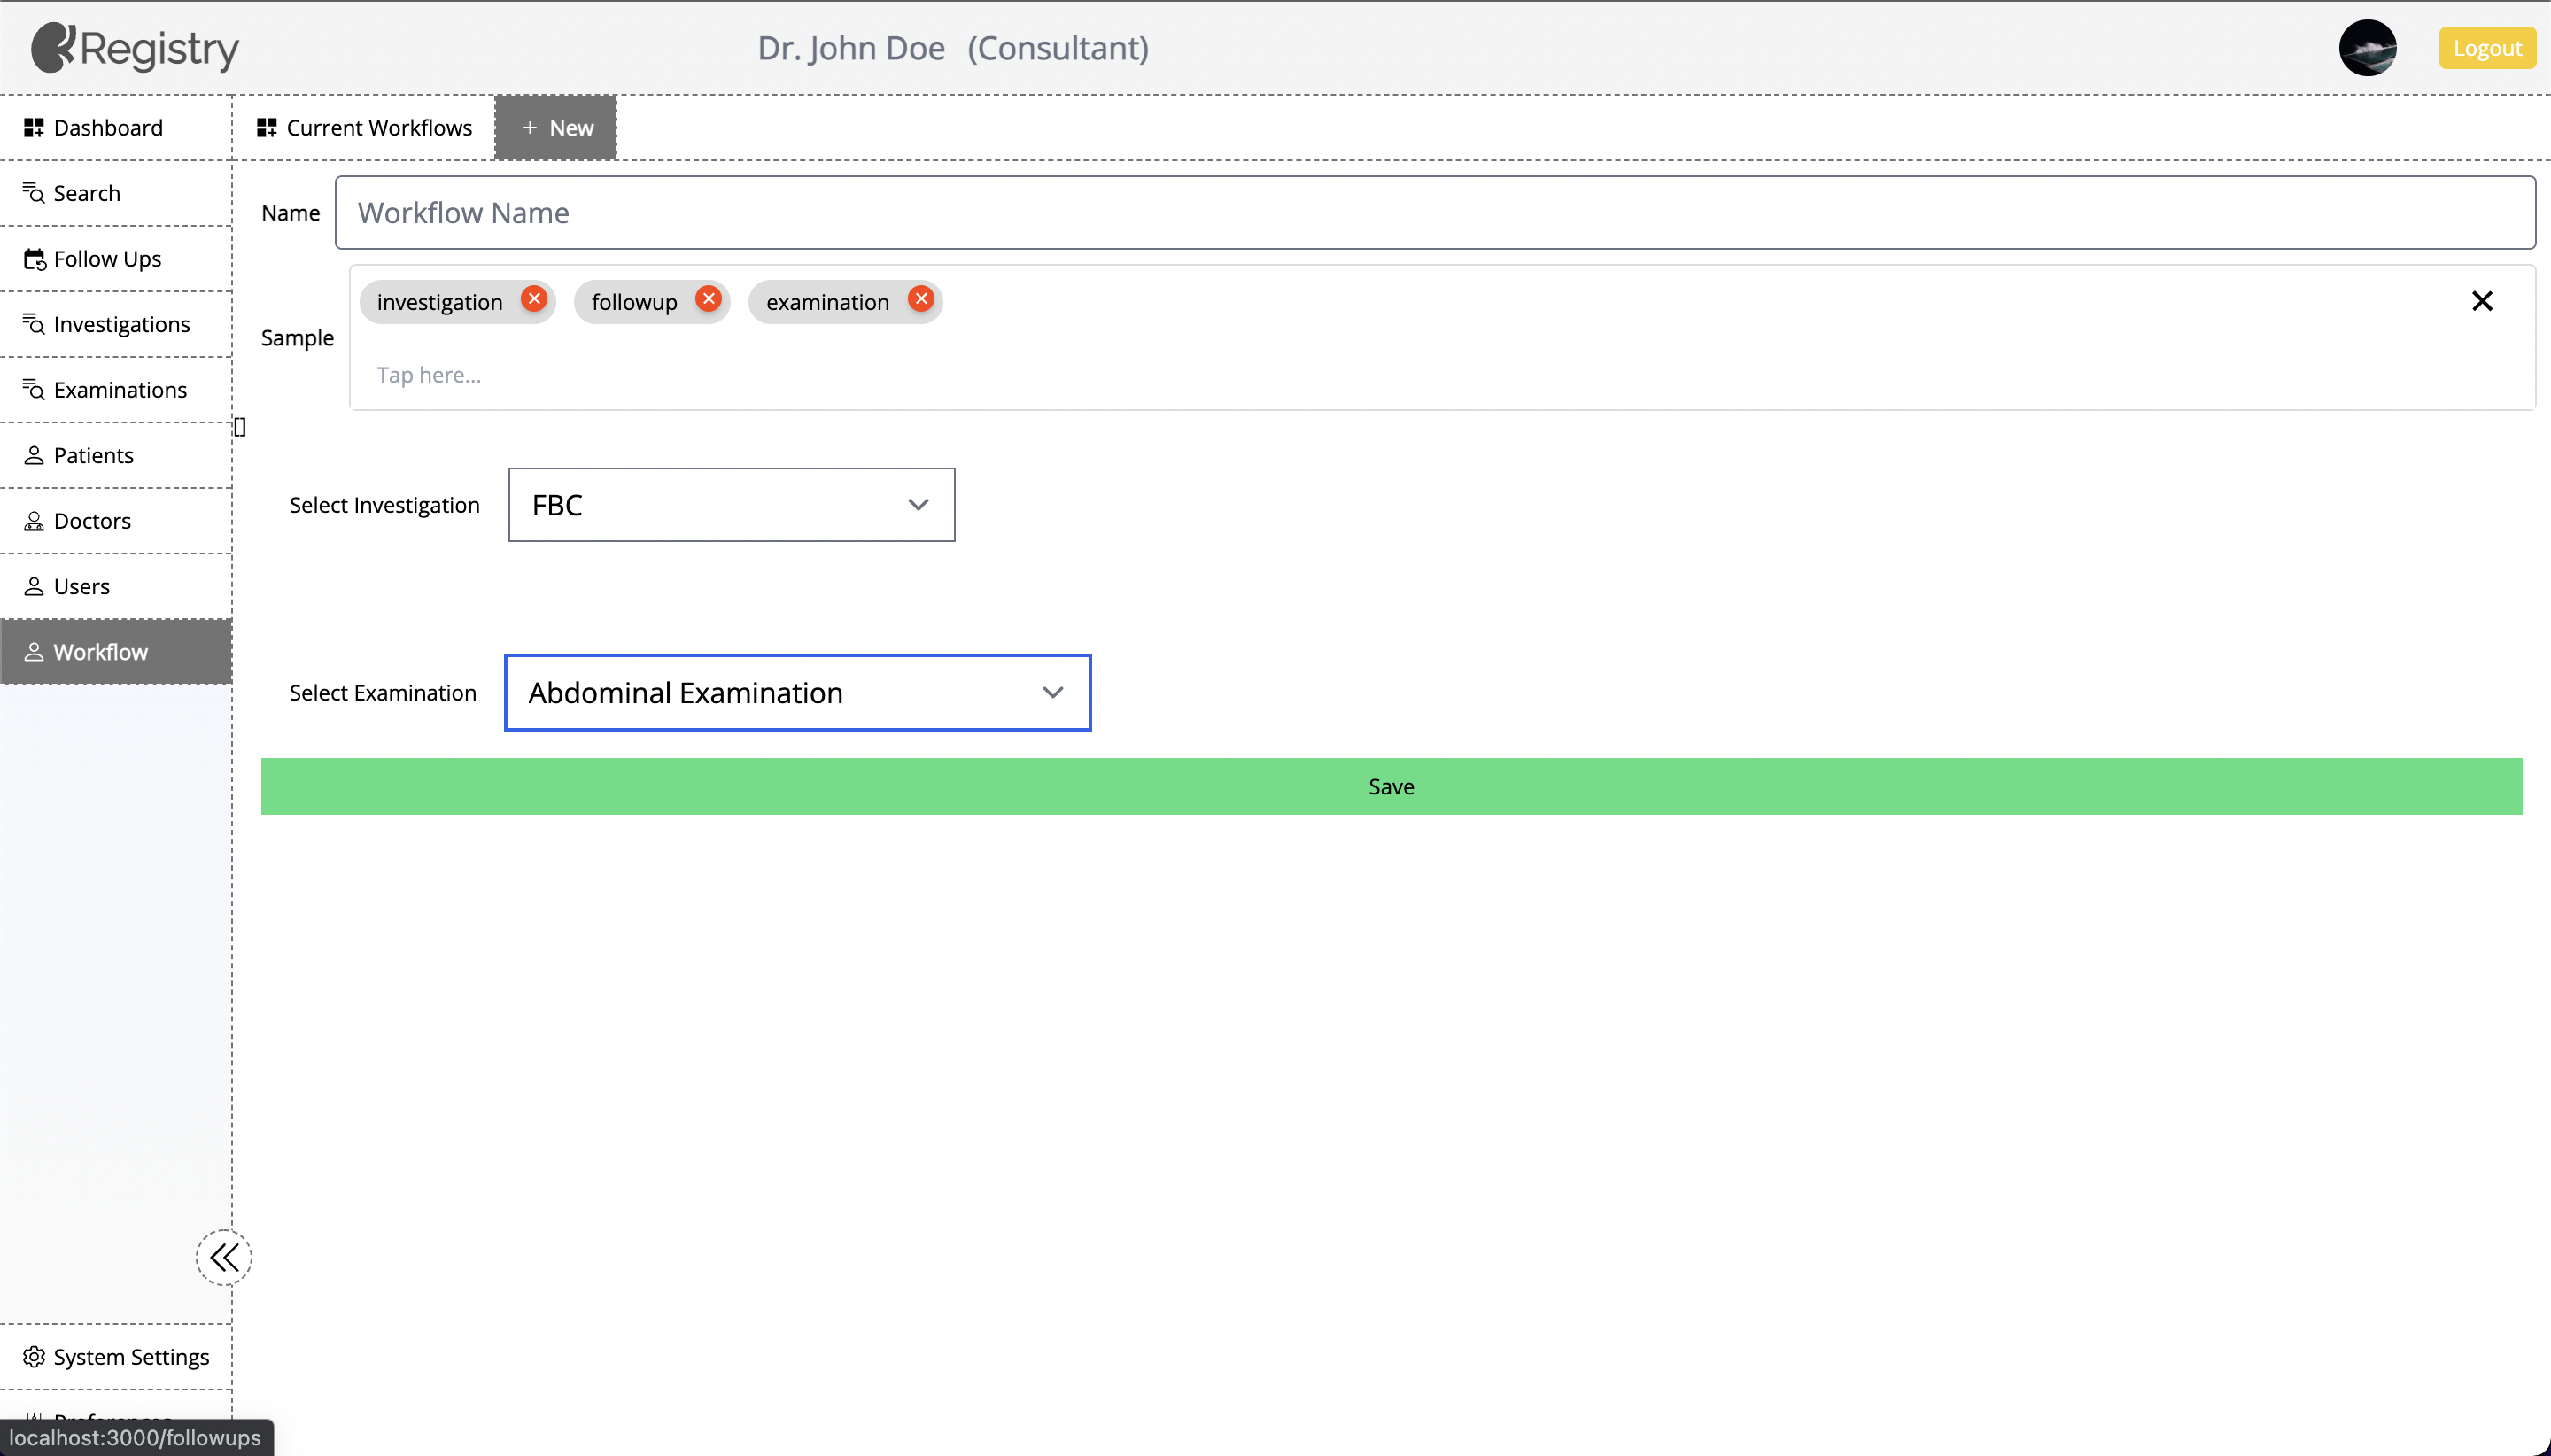 Registry
Dr. John Doe (Consultant)
Logout
Dashboard
Search
Follow Ups
Investigations
Examinations
Patients
Doctors
Users
Workflow
System Settings
Preferences
localhost:3000/followups
Current Workflows
+ New
Name
Workflow Name
Sample
investigation
followup
examination
Tap here...
[]
Select Investigation
FBC
Select Examination
Abdominal Examination
Save